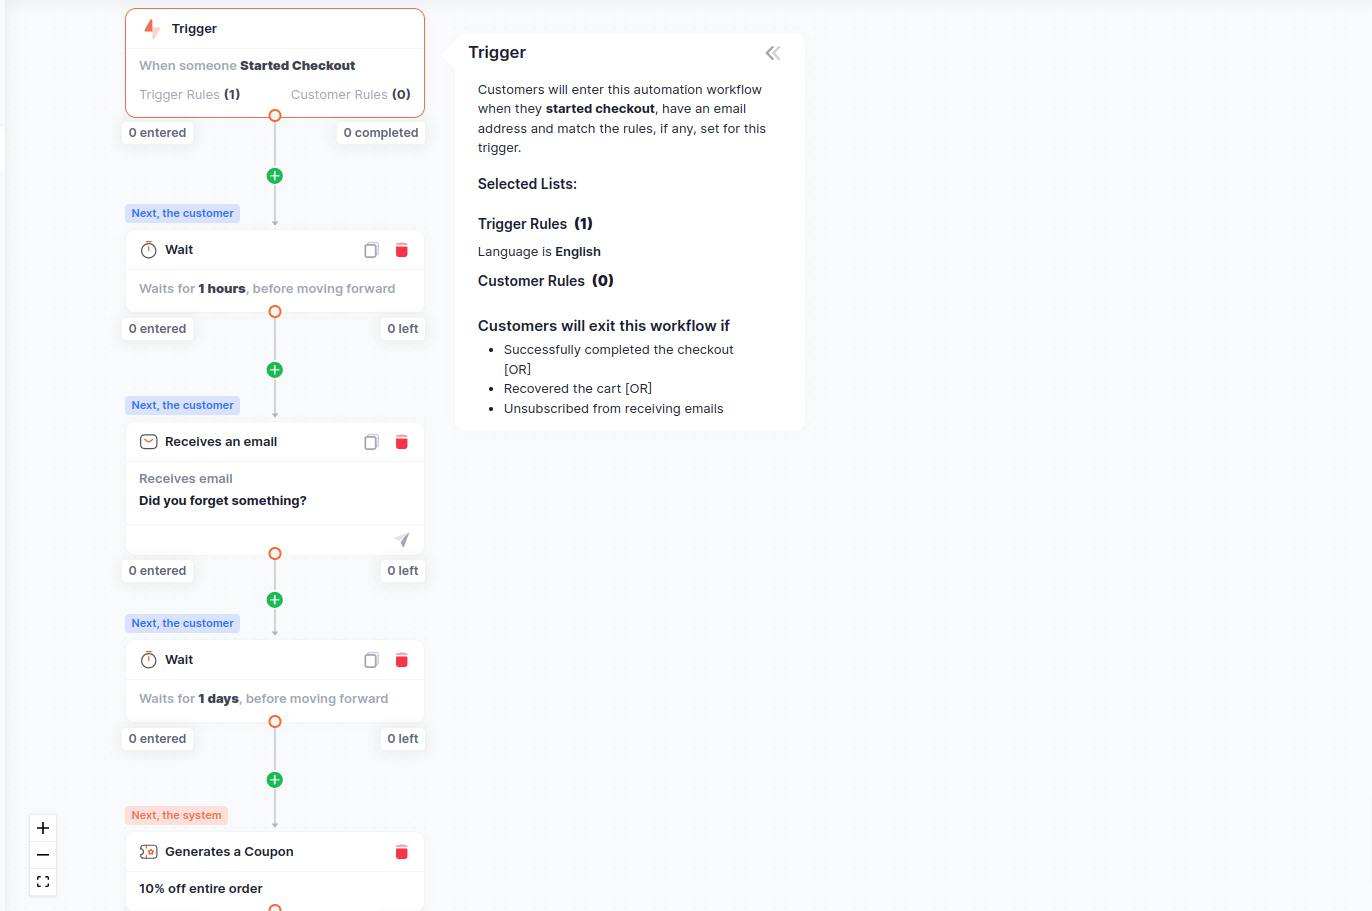 Trigger
When someone Started Checkout
Trigger Rules (1) Customer Rules (0)
0 entered 0 completed
Next, the customer
Wait
Waits for 1 hours, before moving forward
0 entered 0 left
Next, the customer
Receives an email
Receives email
Did you forget something?
0 entered 0 left
Next, the customer
Wait
Waits for 1 days, before moving forward
0 entered 0 left
Next, the system
Generates a Coupon
10% off entire order
Trigger
Customers will enter this automation workflow
when they started checkout, have an email
address and match the rules, if any, set for this
trigger.
Selected Lists:
Trigger Rules (1)
Language is English
Customer Rules (0)
Customers will exit this workflow if
• Successfully completed the checkout
[OR]
• Recovered the cart [OR]
• Unsubscribed from receiving emails